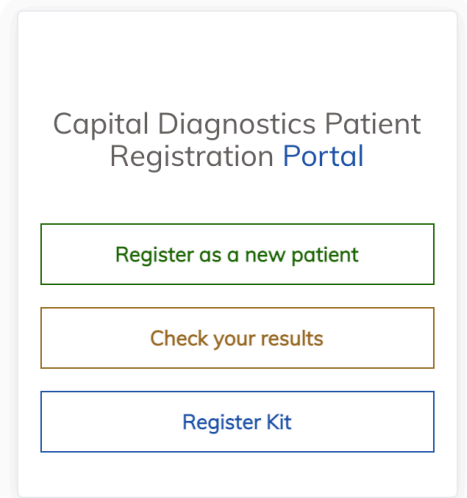 Capital Diagnostics Patient
Registration Portal
Register as a new patient
Check your results
Register Kit